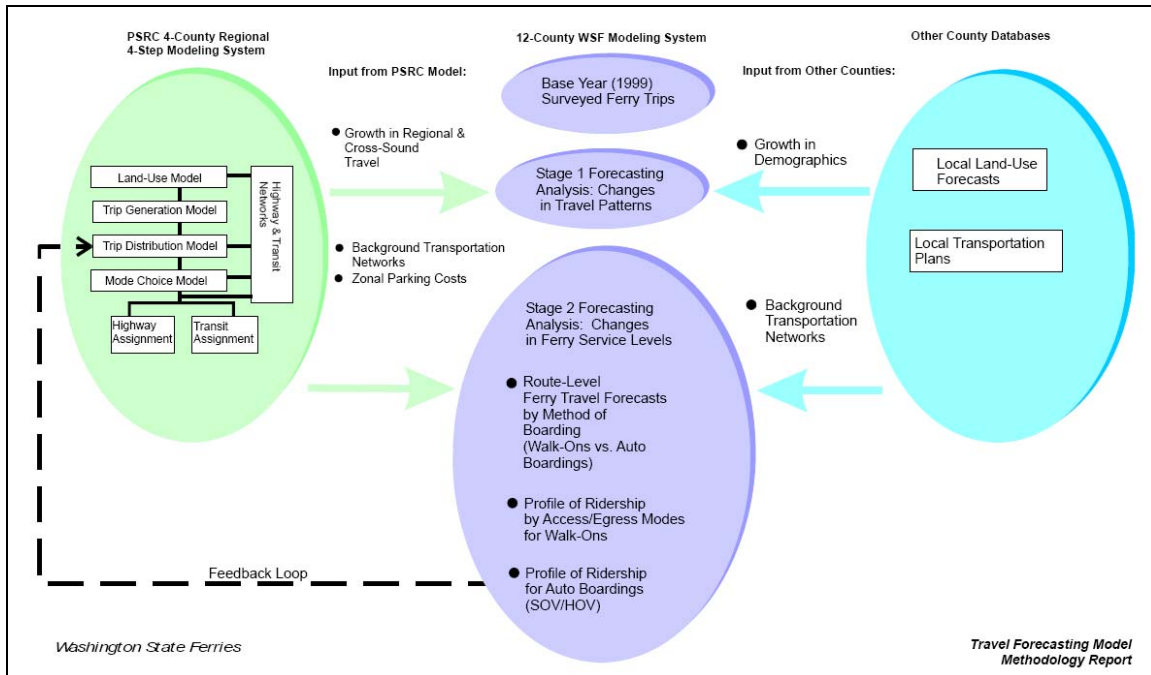 PSRC 4-County Regional
4-Step Modeling System
12-County WSF Modeling System
Other County Databases
Input from PSRC Model:
Base Year (1999)
Surveyed Ferry Trips
Input from Other Counties:
● Growth in Regional &
Cross-Sound
Travel
● Growth in
Demographics
Stage 1 Forecasting
Analysis: Changes
in Travel Patterns
Land-Use Model
Trip Generation Model
Trip Distribution Model
Mode Choice Model
Highway & Transit
Networks
Highway
Assignment
Transit
Assignment
Local Land-Use
Forecasts
Local Transportation
Plans
● Background Transportation
Networks
● Zonal Parking Costs
Stage 2 Forecasting
Analysis: Changes
in Ferry Service Levels
● Background
Transportation
Networks
● Route-Level
Ferry Travel Forecasts
by Method of
Boarding
(Walk-Ons vs. Auto
Boardings)
● Profile of Ridership
by Access/Egress Modes
for Walk-Ons
● Profile of Ridership
for Auto Boardings
(SOV/HOV)
Feedback Loop
Washington State Ferries
Travel Forecasting Model
Methodology Report